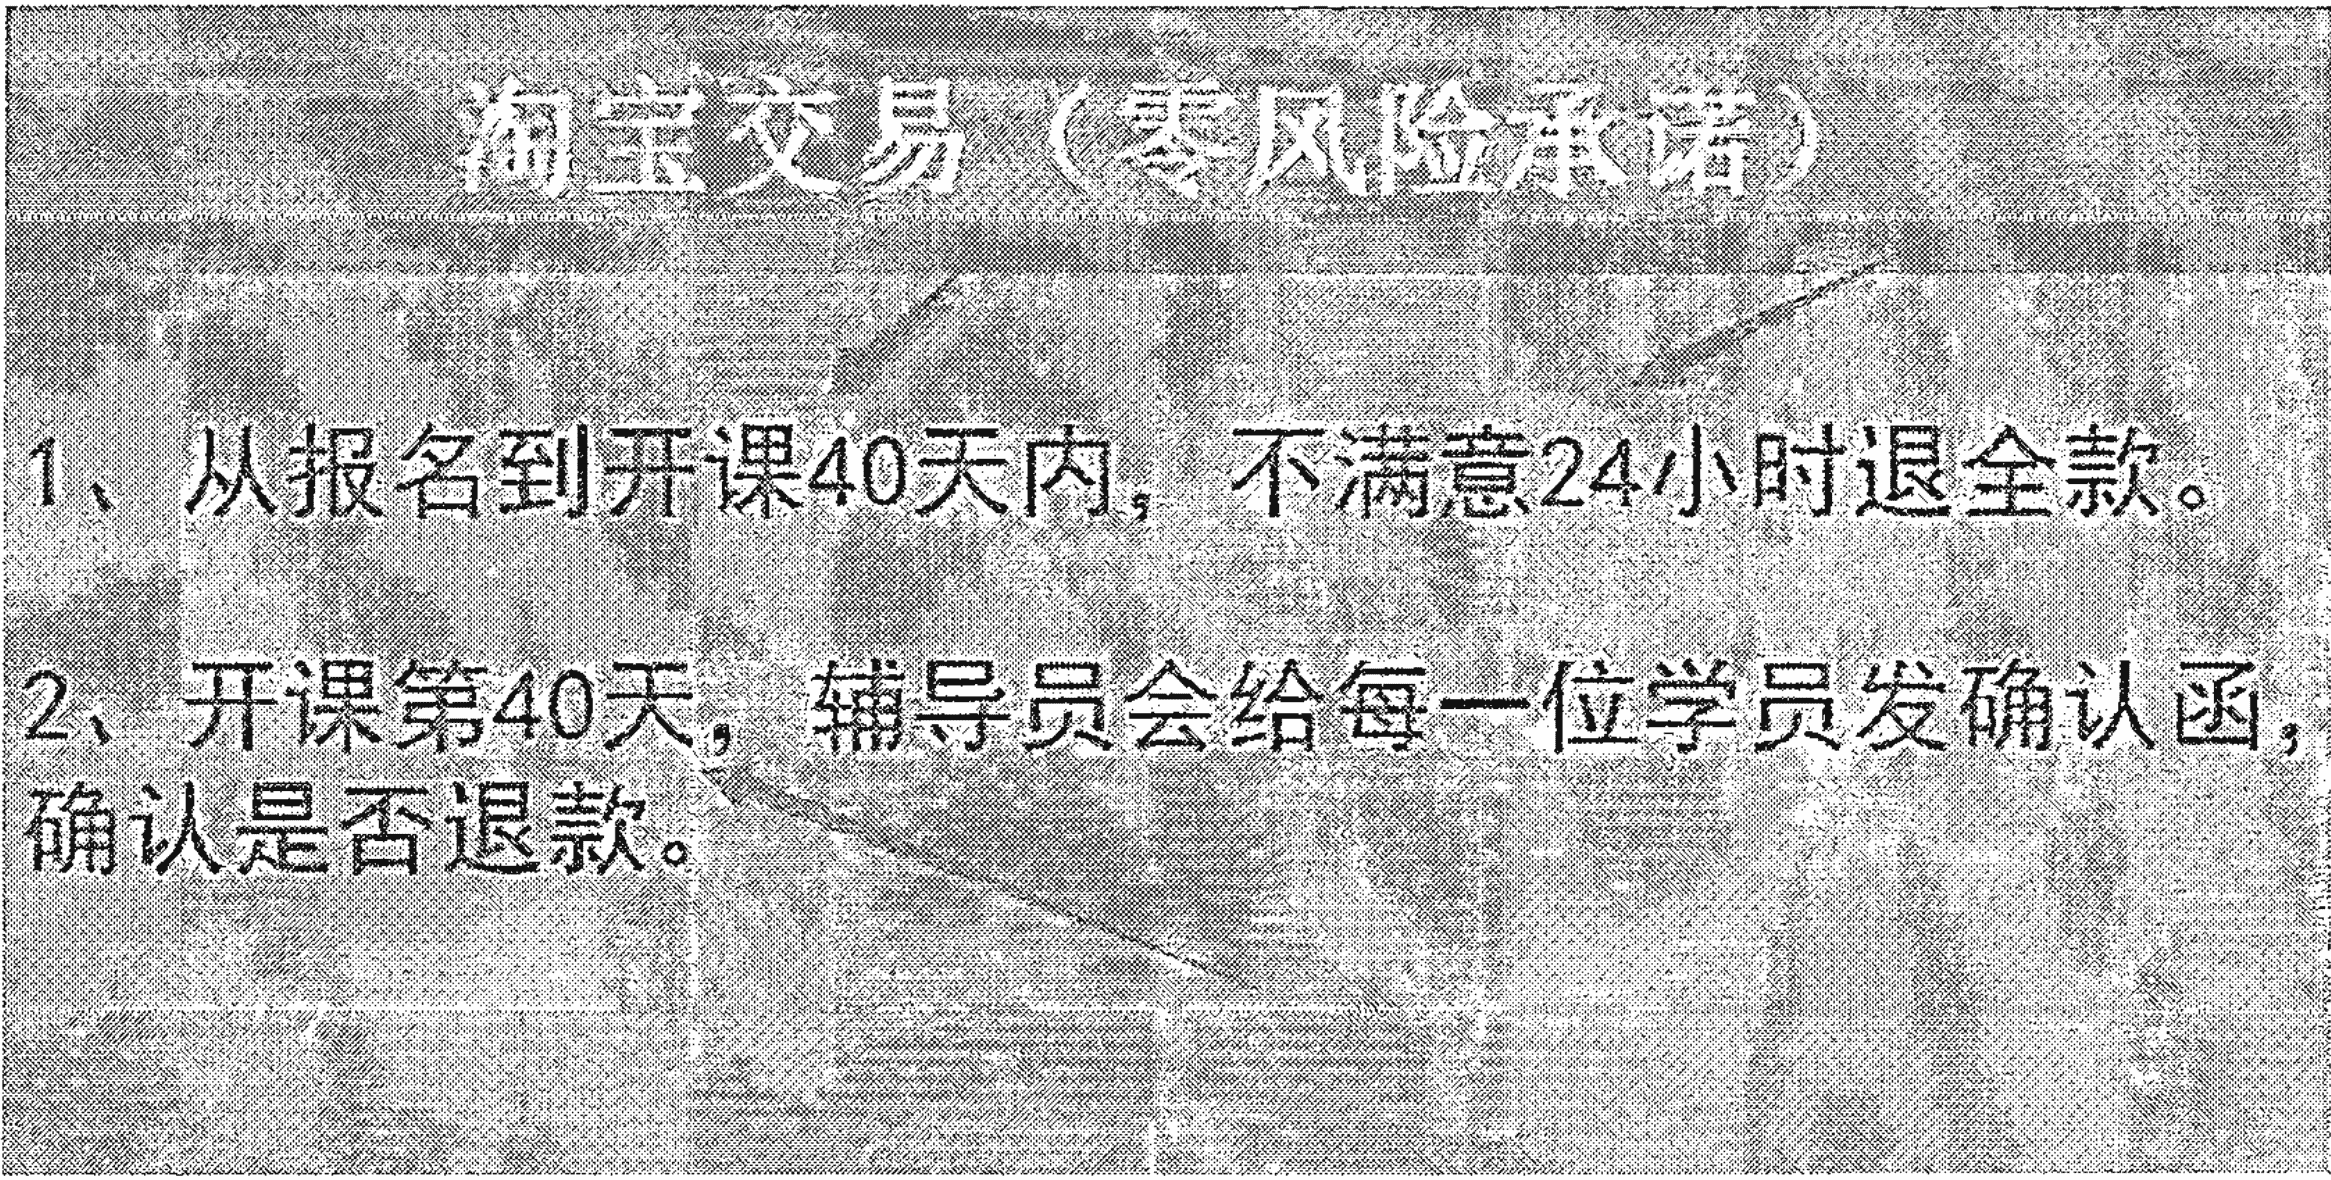 淘宝交易（零风险承诺）
1、从报名到开课40天内，不满意24小时退全款。
2、开课第40天，辅导员会给每一位学员发确认函，
确认是否退款。